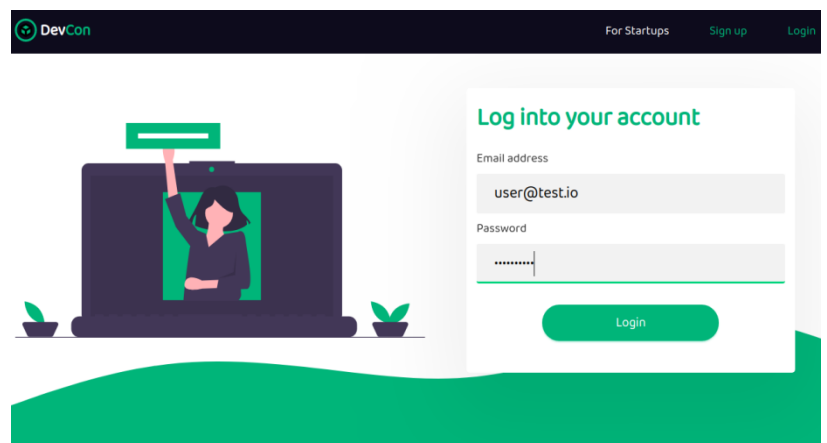 DevCon
For Startups
Sign up
Login
Log into your account
Email address
user@test.io
Password
••••••••••
Login